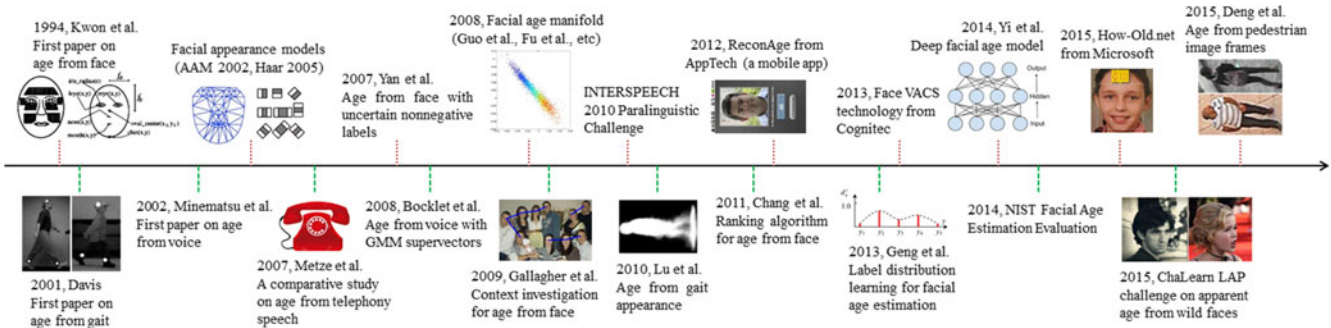 1994, Kwon et al.
First paper on
age from face
Facial appearance models
(AAM 2002, Haar 2005)
2007, Yan et al.
Age from face with
uncertain nonnegative
labels
2008, Facial age manifold
(Guo et al., Fu et al., etc)
INTERSPEECH
2010 Paralinguistic
Challenge
2012, ReconAge from
AppTech (a mobile app)
2013, Face VACS
technology from
Cognitec
2014, Yi et al.
Deep facial age model
Output
Hidden
Input
2015, How-Old.net
from Microsoft
2015, Deng et al.
Age from pedestrian
image frames
2001, Davis
First paper on
age from gait
2002, Minematsu et al.
First paper on age
from voice
2007, Metze et al.
A comparative study
on age from telephony
speech
2008, Bocklet et al.
Age from voice with
GMM supervectors
2009, Gallagher et al.
Context investigation
for age from face
2010, Lu et al.
Age from gait
appearance
2011, Chang et al.
Ranking algorithm
for age from face
1.0
2013, Geng et al.
Label distribution
learning for facial
age estimation
2014, NIST Facial Age
Estimation Evaluation
2015, ChaLearn LAP
challenge on apparent
age from wild faces